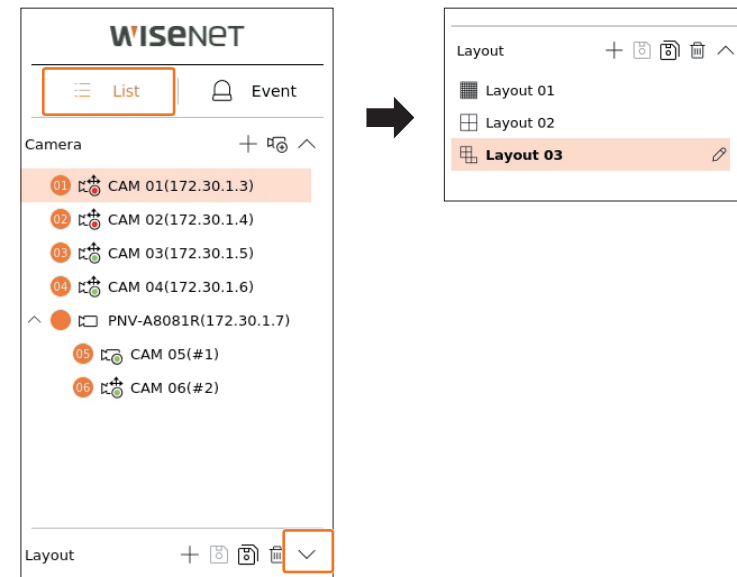 WISENET
List
Event
Camera
01 CAM 01(172.30.1.3)
02 CAM 02(172.30.1.4)
03 CAM 03(172.30.1.5)
04 CAM 04(172.30.1.6)
PNV-A8081R(172.30.1.7)
05 CAM 05(#1)
06 CAM 06(#2)
Layout
Layout
Layout 01
Layout 02
Layout 03